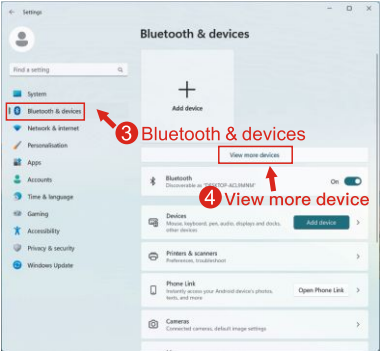 Settings
Bluetooth & devices
Find a setting
System
Bluetooth & devices
Network & internet
Personalisation
Apps
Accounts
Time & language
Gaming
Accessibility
Privacy & security
Windows Update
Add device
3 Bluetooth & devices
View more devices
Bluetooth
Discoverable as
On
4 View more device
Devices
Mouse, keyboard, pen, audio, displays and docks,
other devices
Add device
Printers & scanners
Preferences, troubleshoot
Phone Link
Instantly access your Android device's photos,
texts, and more
Open Phone Link
Cameras
Connected cameras, default image settings